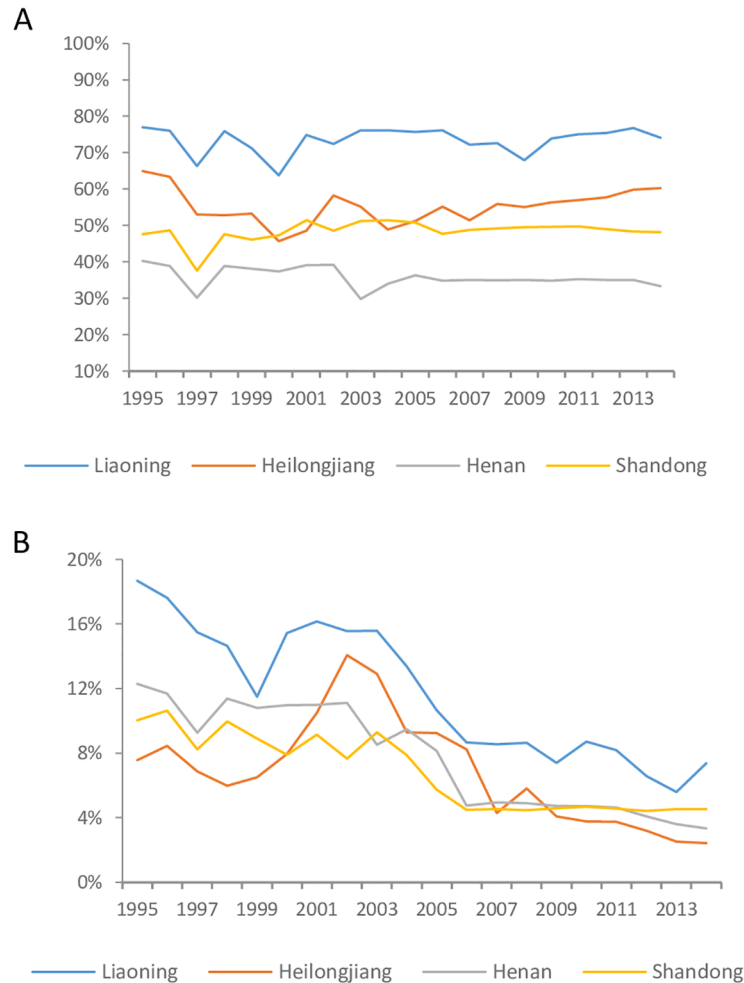 A
100%
90%
80%
70%
60%
50%
40%
30%
20%
10%
1995 1997 1999 2001 2003 2005 2007 2009 2011 2013
Liaoning Heilongjiang Henan Shandong
B
20%
16%
12%
8%
4%
0%
1995 1997 1999 2001 2003 2005 2007 2009 2011 2013
Liaoning Heilongjiang Henan Shandong